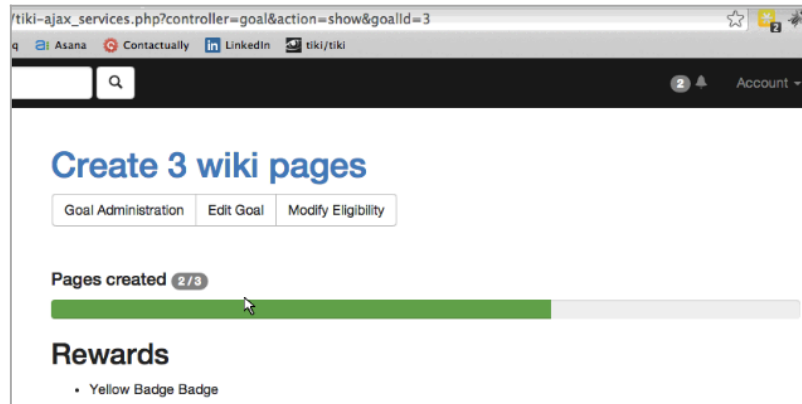 /tiki-ajax_services.php?controller=goal&action=show&goalId=3
2
q Asana Contactually LinkedIn tiki/tiki
2 Account
Create 3 wiki pages
Goal Administration Edit Goal Modify Eligibility
Pages created 2/3
Rewards
• Yellow Badge Badge